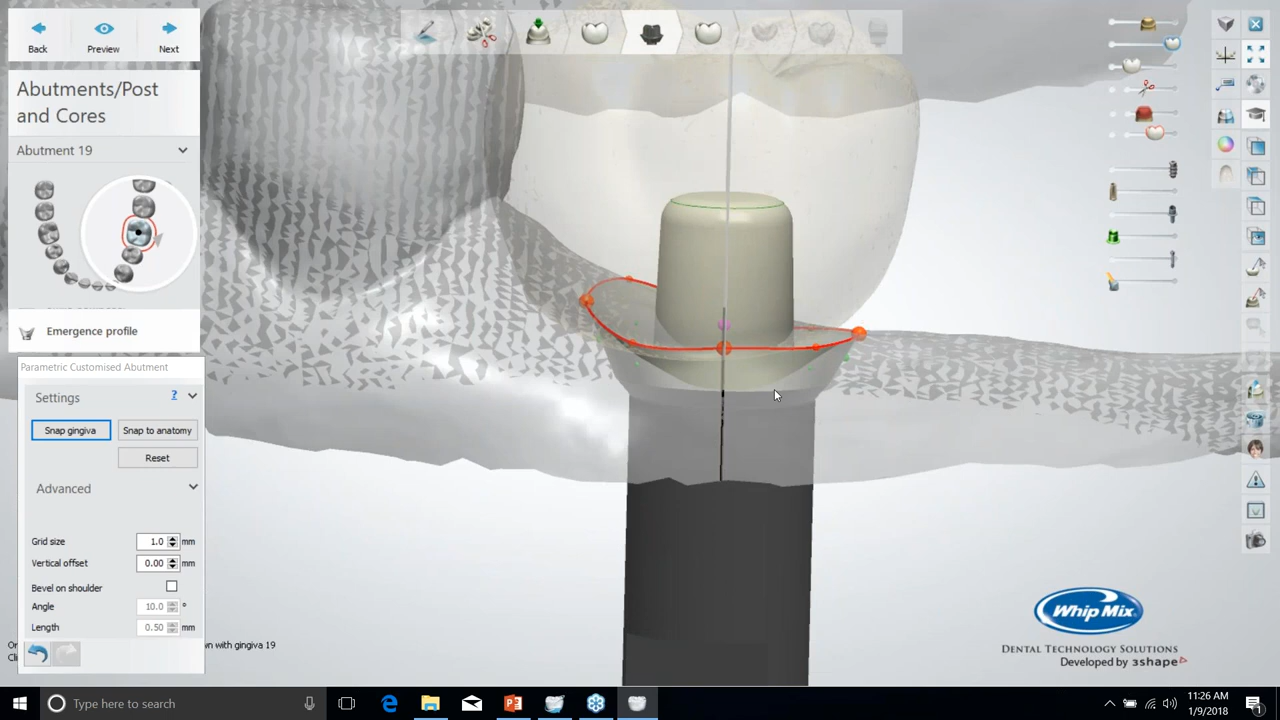 Back
Preview
Next
Abutments/Post
and Cores
Abutment 19
Emergence profile
Parametric Customised Abutment
Settings
?
Snap gingiva
Snap to anatomy
Reset
Advanced
Grid size 1.0 mm
Vertical offset 0.00 mm
Bevel on shoulder
Angle 10.0 °
Length 0.50 mm
wn with gingiva 19
Whip Mix
DENTAL TECHNOLOGY SOLUTIONS
Developed by 3shape
Type here to search
11:26 AM
1/9/2018
1